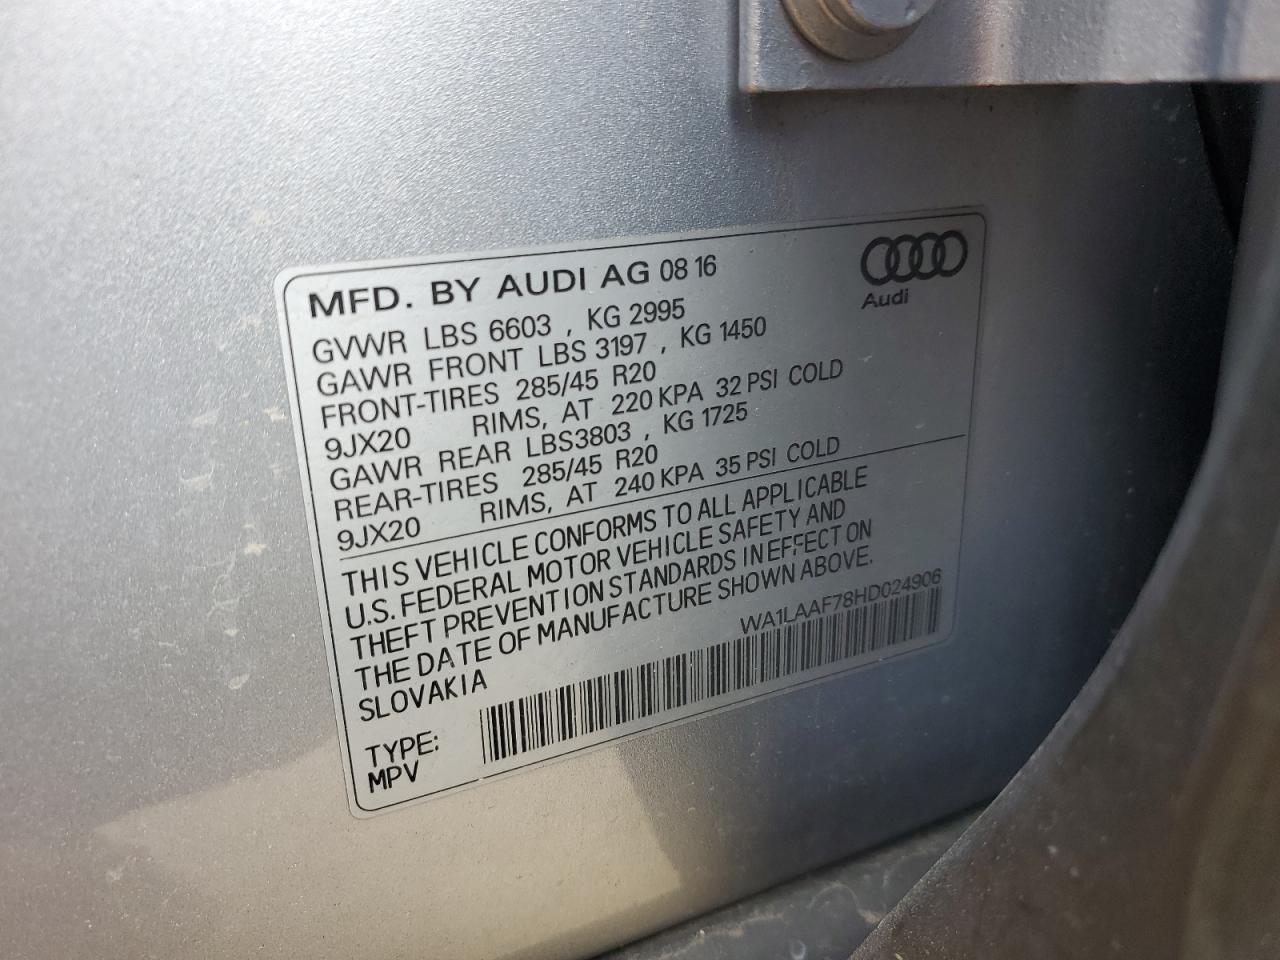 MFD. BY AUDI AG 08 16
Audi
GVWR LBS 6603 , KG 2995
GAWR FRONT LBS 3197 , KG 1450
FRONT-TIRES 285/45 R20
9JX20 RIMS, AT 220 KPA 32 PSI COLD
GAWR REAR LBS3803 , KG 1725
REAR-TIRES 285/45 R20
9JX20 RIMS, AT 240 KPA 35 PSI COLD
THIS VEHICLE CONFORMS TO ALL APPLICABLE
U.S. FEDERAL MOTOR VEHICLE SAFETY AND
THEFT PREVENTION STANDARDS IN EFFECT ON
THE DATE OF MANUFACTURE SHOWN ABOVE.
SLOVAKIA
WA1LAAF78HD024906
TYPE:
MPV